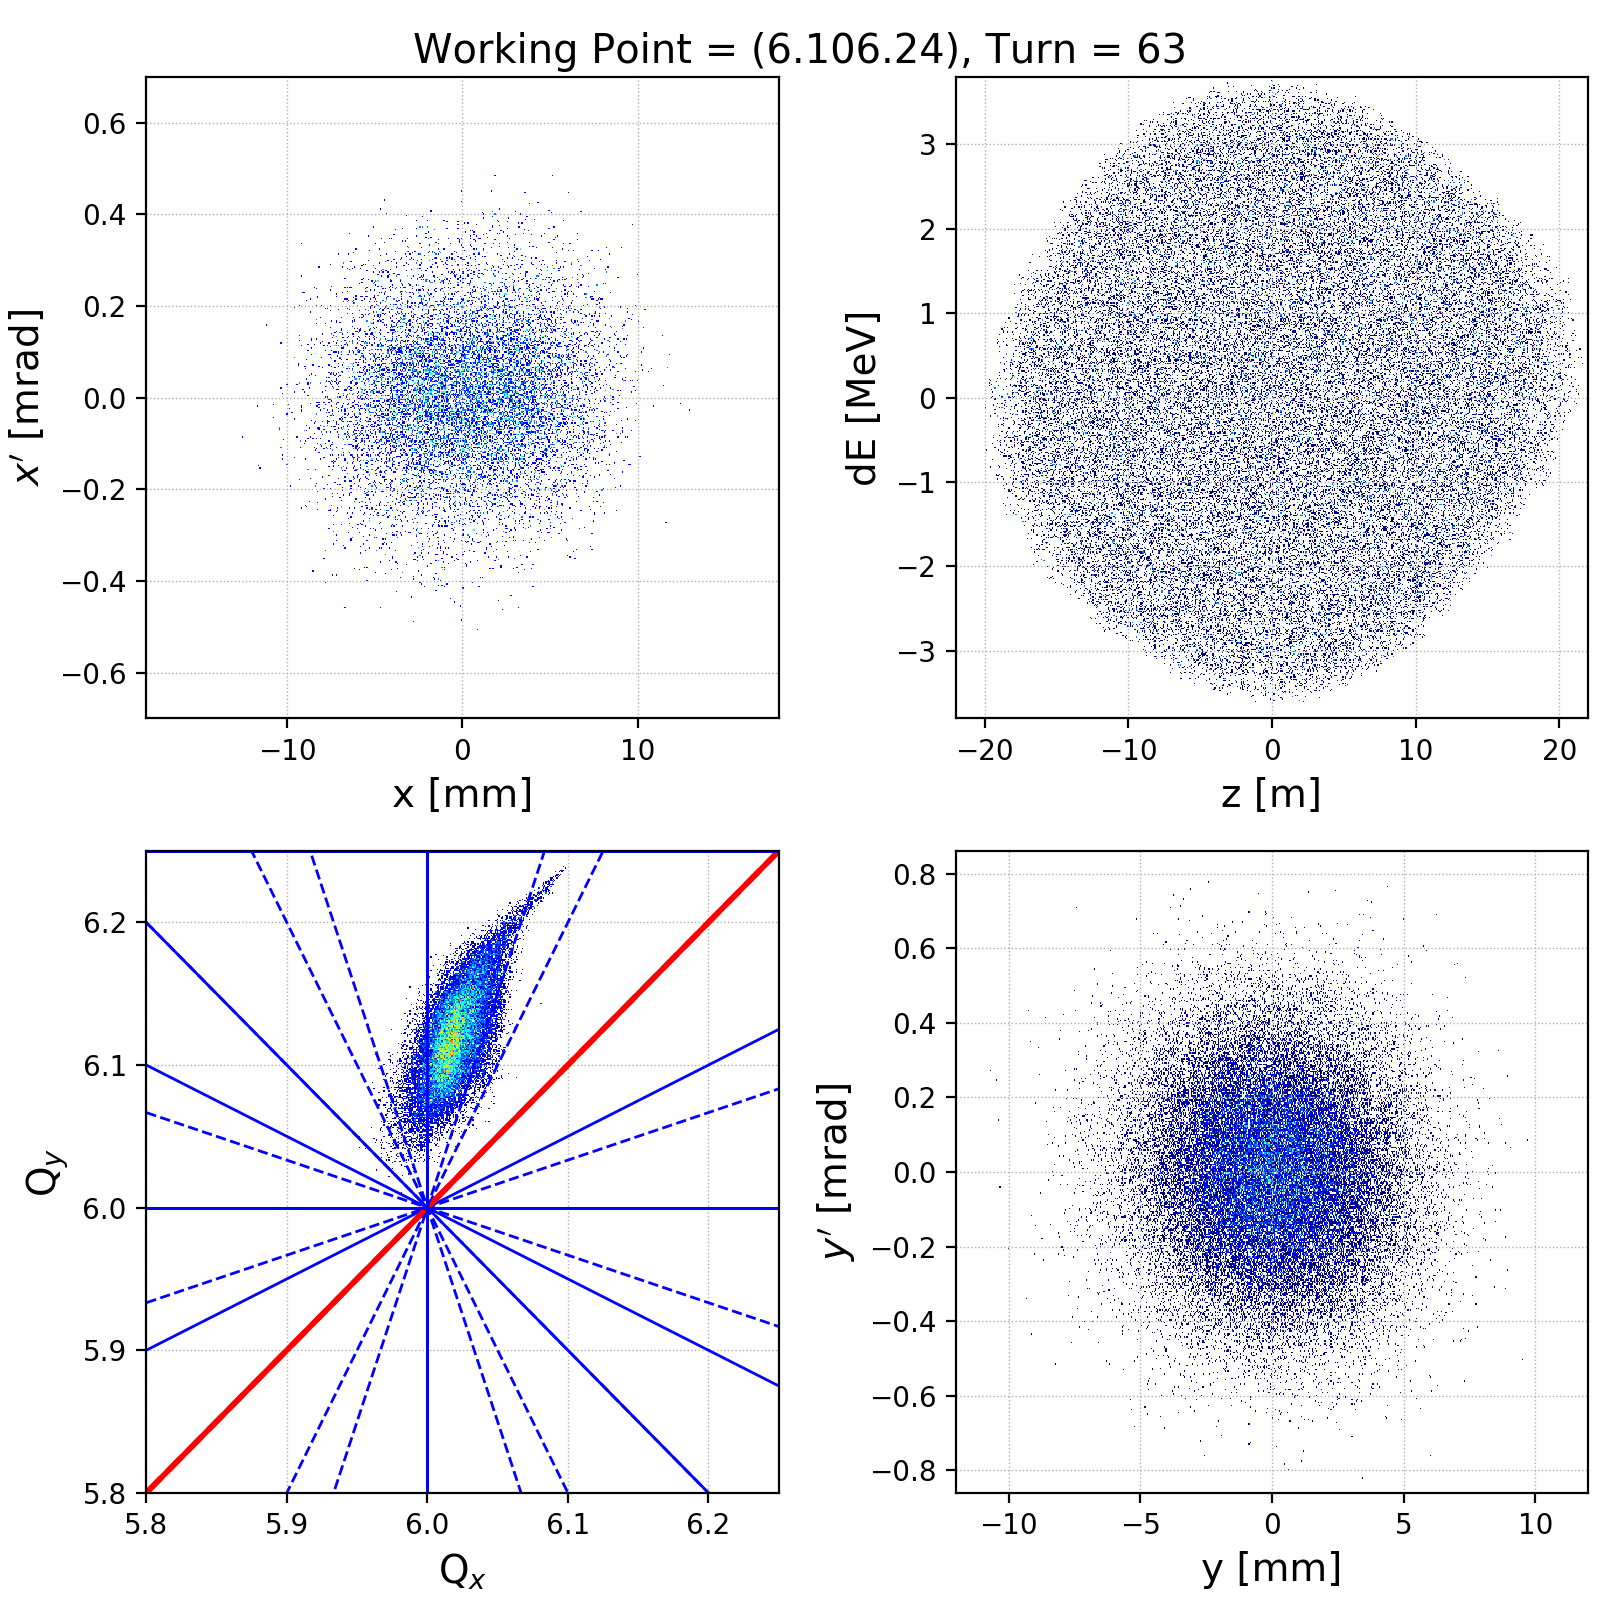 Working Point = (6.106.24), Turn = 63
0.6
0.4
0.2
0.0
−0.2
−0.4
−0.6
x′ [mrad]
−10 0 10
x [mm]
3
2
1
0
−1
−2
−3
dE [MeV]
−20 −10 0 10 20
z [m]
6.2
6.1
6.0
5.9
5.8
Qy
5.8 5.9 6.0 6.1 6.2
Qx
0.8
0.6
0.4
0.2
0.0
−0.2
−0.4
−0.6
−0.8
y′ [mrad]
−10 −5 0 5 10
y [mm]